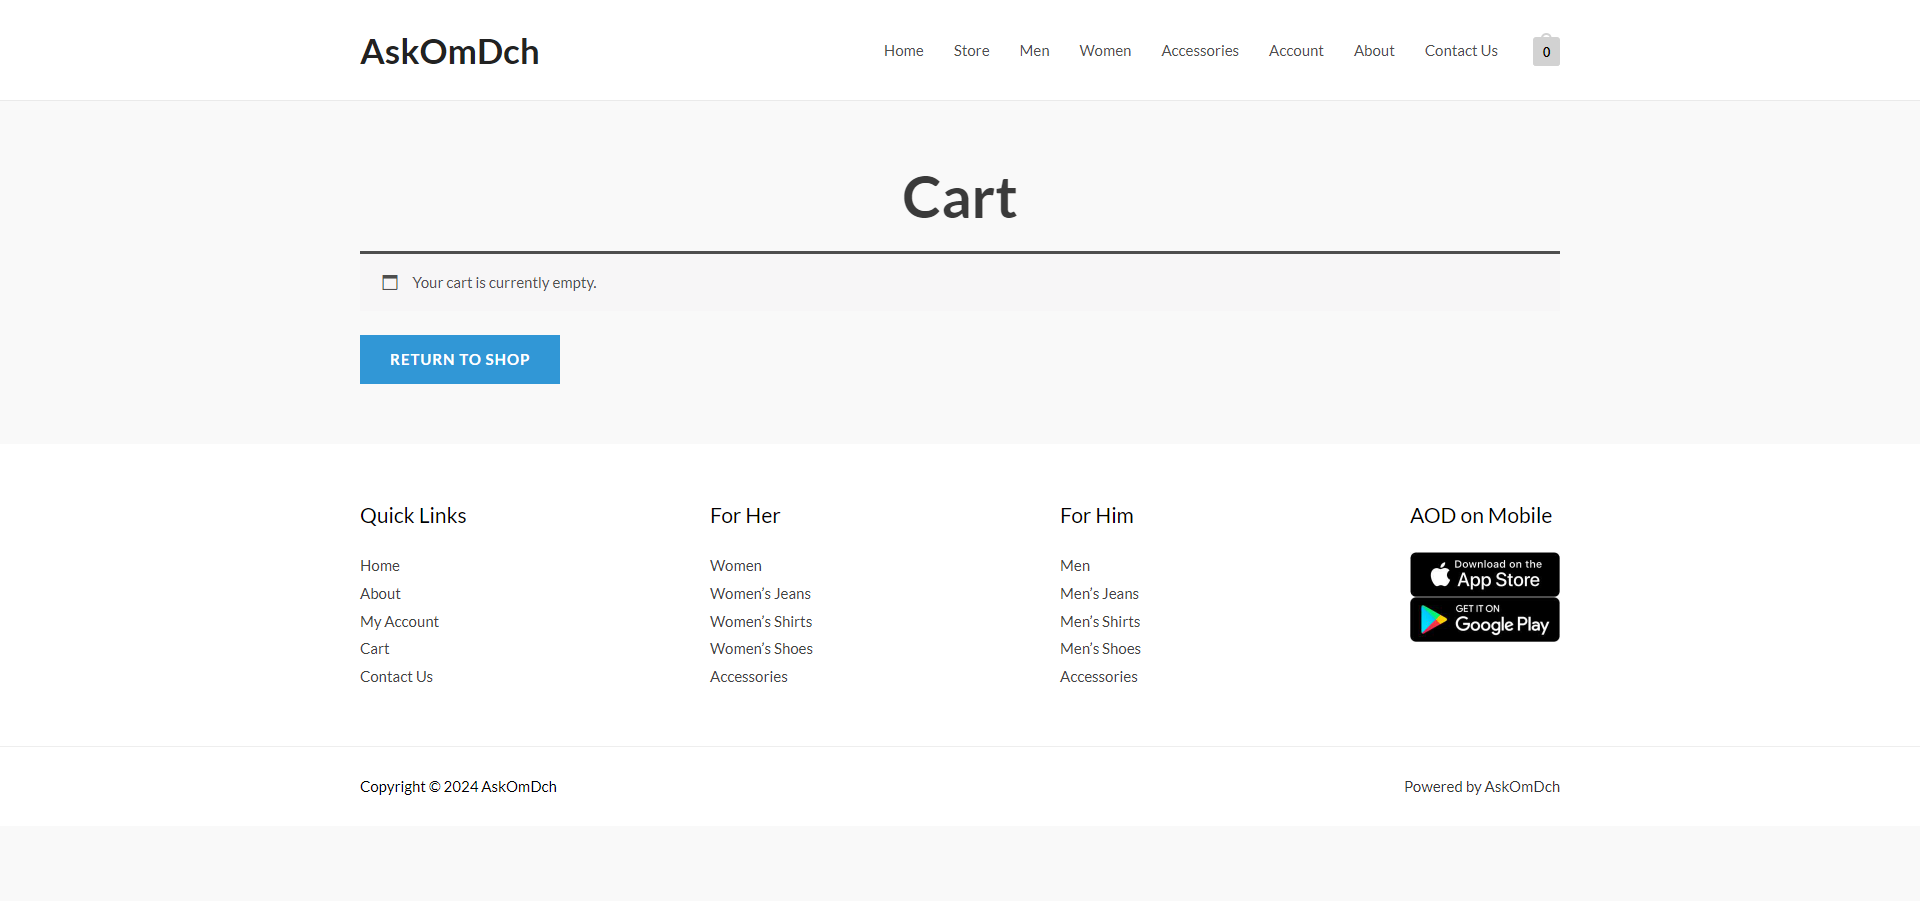 AskOmDch
Home Store Men Women Accessories Account About Contact Us 0
Cart
Your cart is currently empty.
RETURN TO SHOP
Quick Links
Home
About
My Account
Cart
Contact Us
For Her
Women
Women’s Jeans
Women’s Shirts
Women’s Shoes
Accessories
For Him
Men
Men’s Jeans
Men’s Shirts
Men’s Shoes
Accessories
AOD on Mobile
Download on the
App Store
GET IT ON
Google Play
Copyright © 2024 AskOmDch
Powered by AskOmDch